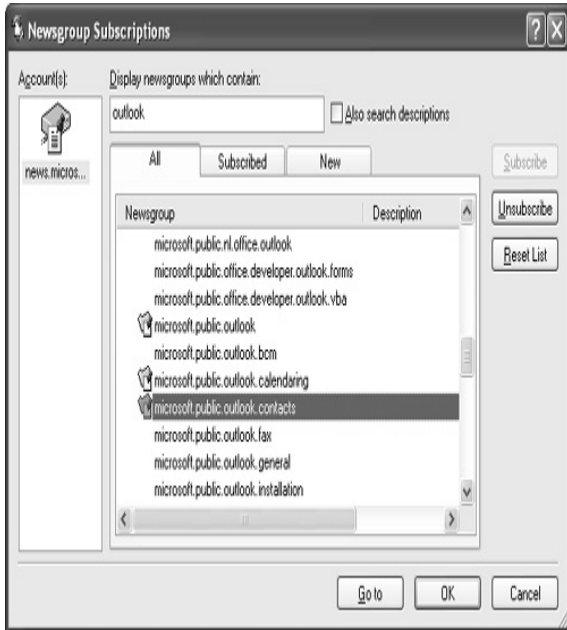 Newsgroup Subscriptions
Account(s):
Display newsgroups which contain:
outlook
Also search descriptions
news.micros...
All Subscribed New
Subscribe
Unsubscribe
Reset List
Newsgroup Description
microsoft.public.nl.office.outlook
microsoft.public.office.developer.outlook.forms
microsoft.public.office.developer.outlook.vba
microsoft.public.outlook
microsoft.public.outlook.bcm
microsoft.public.outlook.calendaring
microsoft.public.outlook.contacts
microsoft.public.outlook.fax
microsoft.public.outlook.general
microsoft.public.outlook.installation
Go to OK Cancel